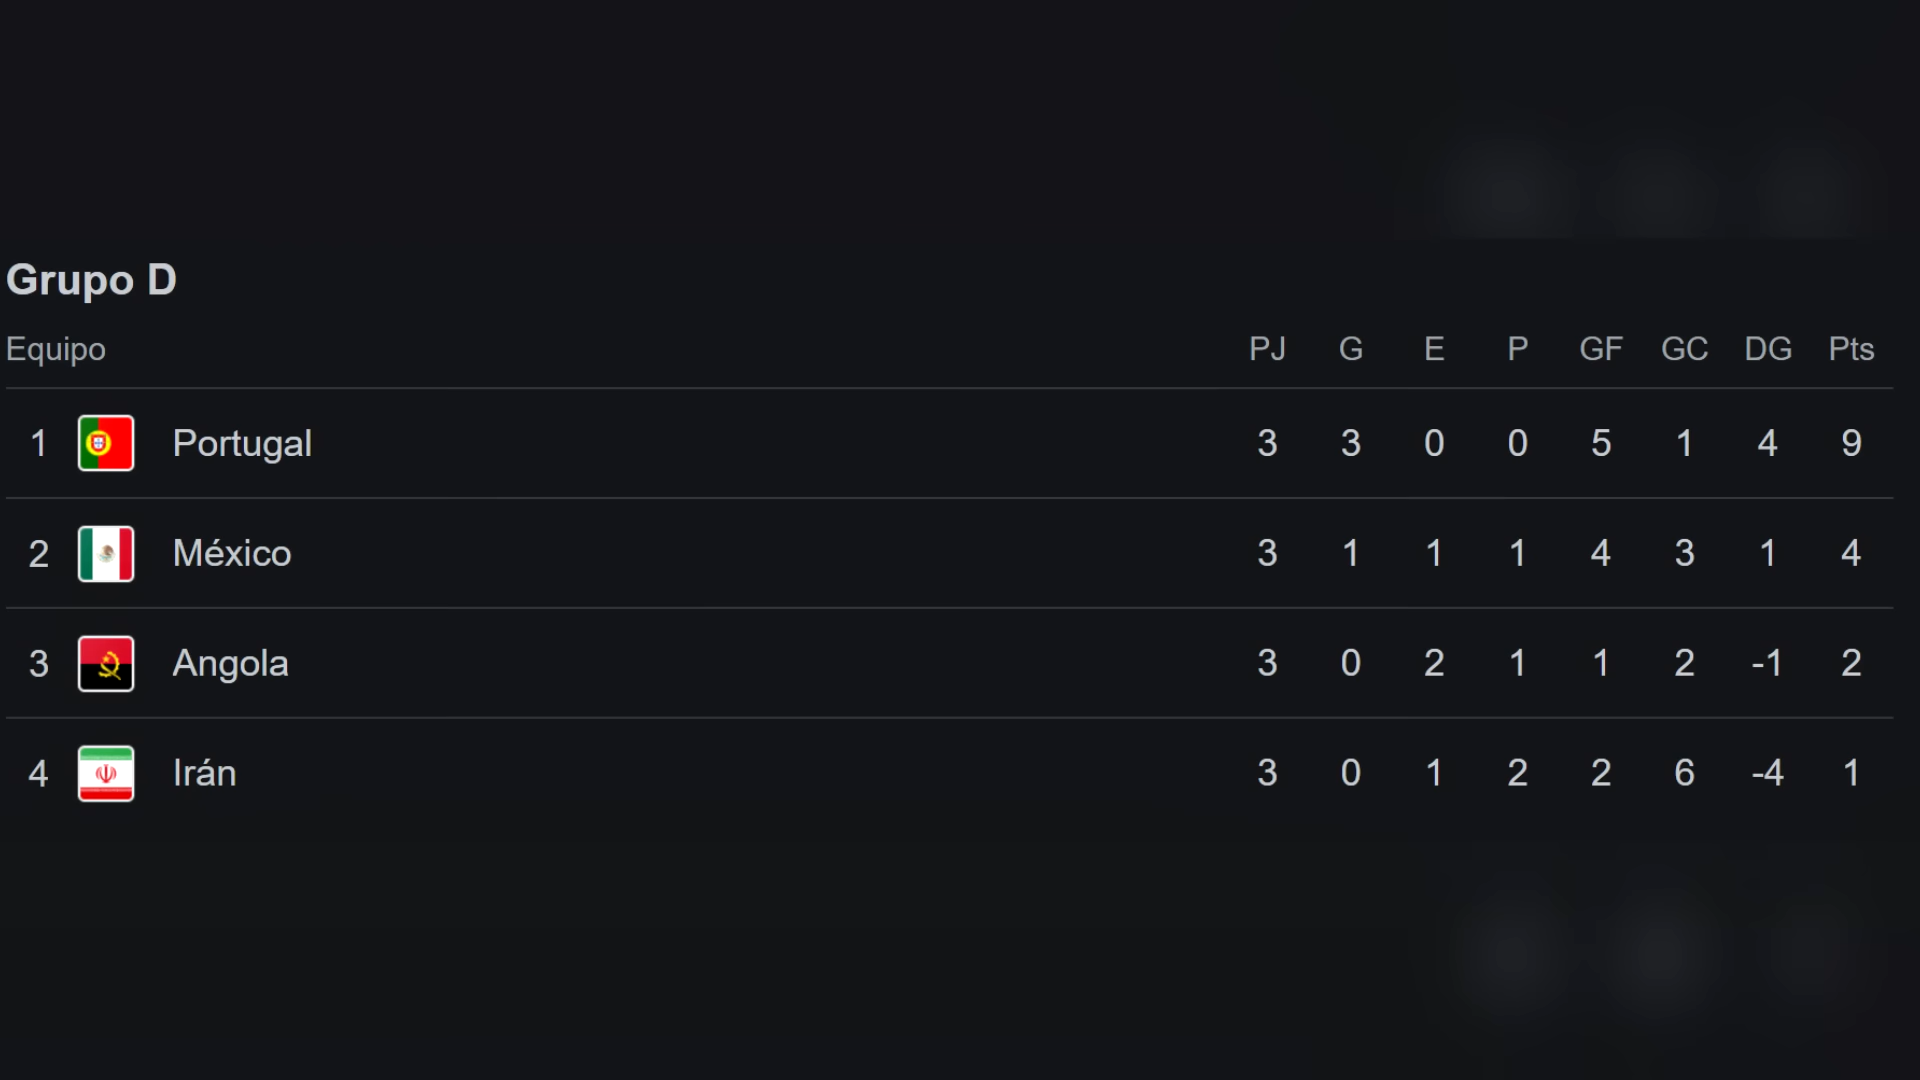 Grupo D
Equipo PJ G E P GF GC DG Pts
1 Portugal 3 3 0 0 5 1 4 9
2 México 3 1 1 1 4 3 1 4
3 Angola 3 0 2 1 1 2 -1 2
4 Irán 3 0 1 2 2 6 -4 1